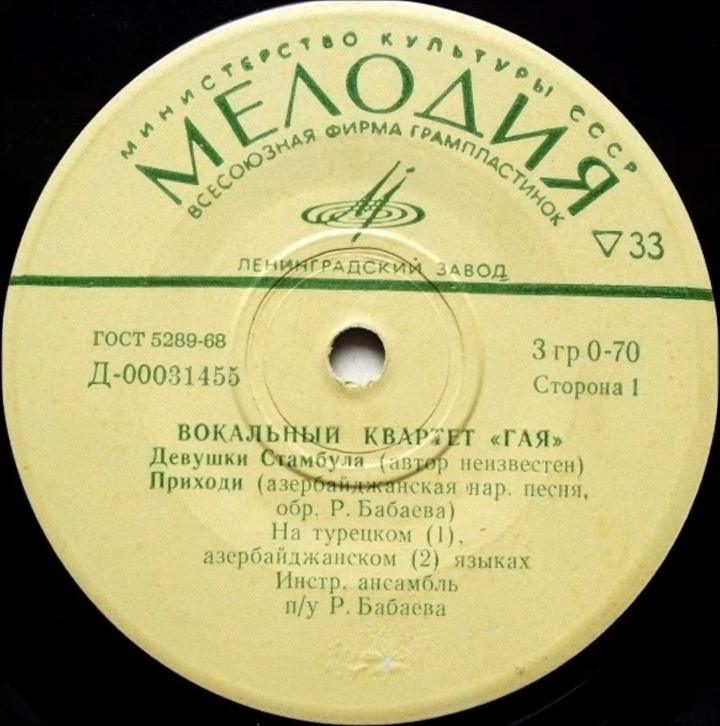 МИНИСТЕРСТВО КУЛЬТУРЫ СССР
МЕЛОДИЯ
ВСЕСОЮЗНАЯ ФИРМА ГРАМПЛАСТИНОК
▽33
ЛЕНИНГРАДСКИЙ ЗАВОД
ГОСТ 5289-68
Д-00031455
3 гр 0-70
Сторона 1
ВОКАЛЬНЫЙ КВАРТЕТ «ГАЯ»
Девушки Стамбула (автор неизвестен)
Приходи (азербайджанская нар. песня,
обр. Р. Бабаева)
На турецком (1),
азербайджанском (2) языках
Инстр. ансамбль
п/у Р. Бабаева